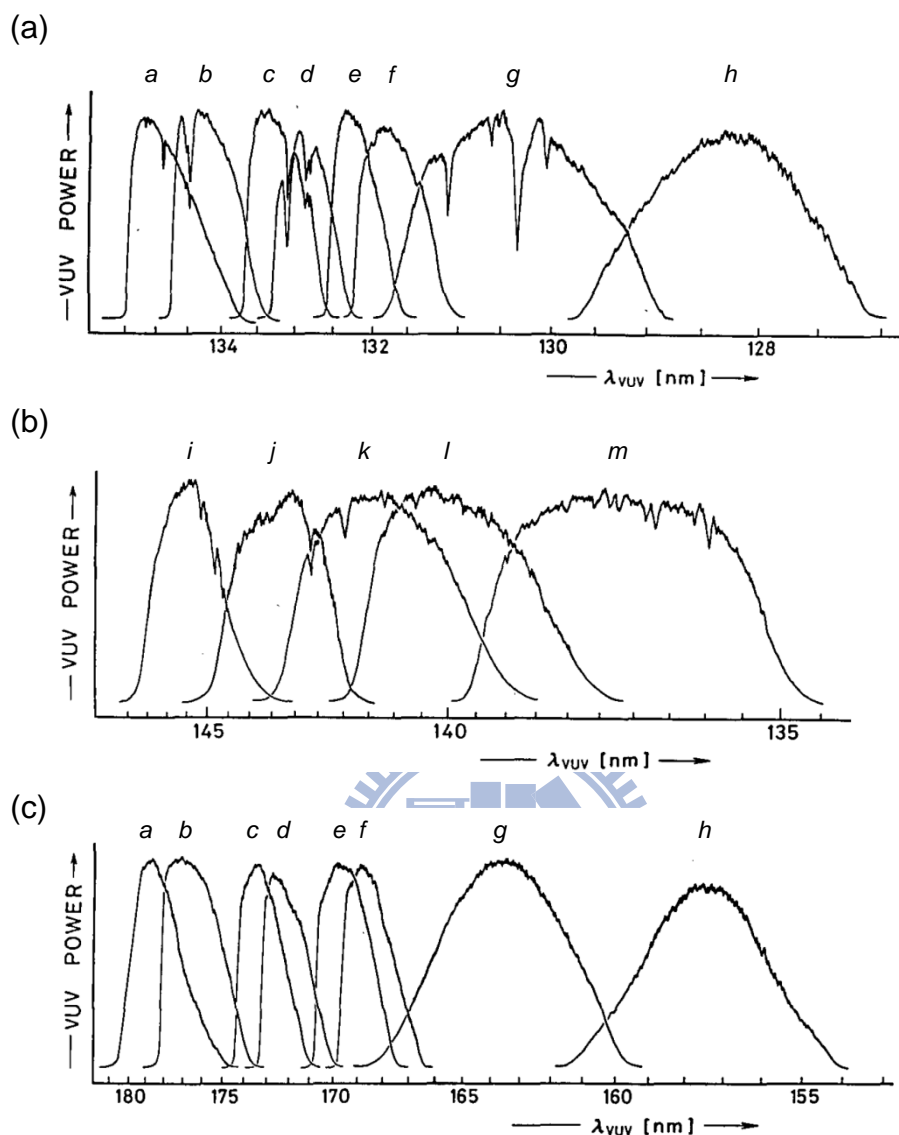 (a)
a b c d e f g h
VUV POWER
134 132 130 128
λVUV [nm]
(b)
i j k l m
VUV POWER
145 140 135
λVUV [nm]
(c)
a b c d e f g h
VUV POWER
180 175 170 165 160 155
λVUV [nm]